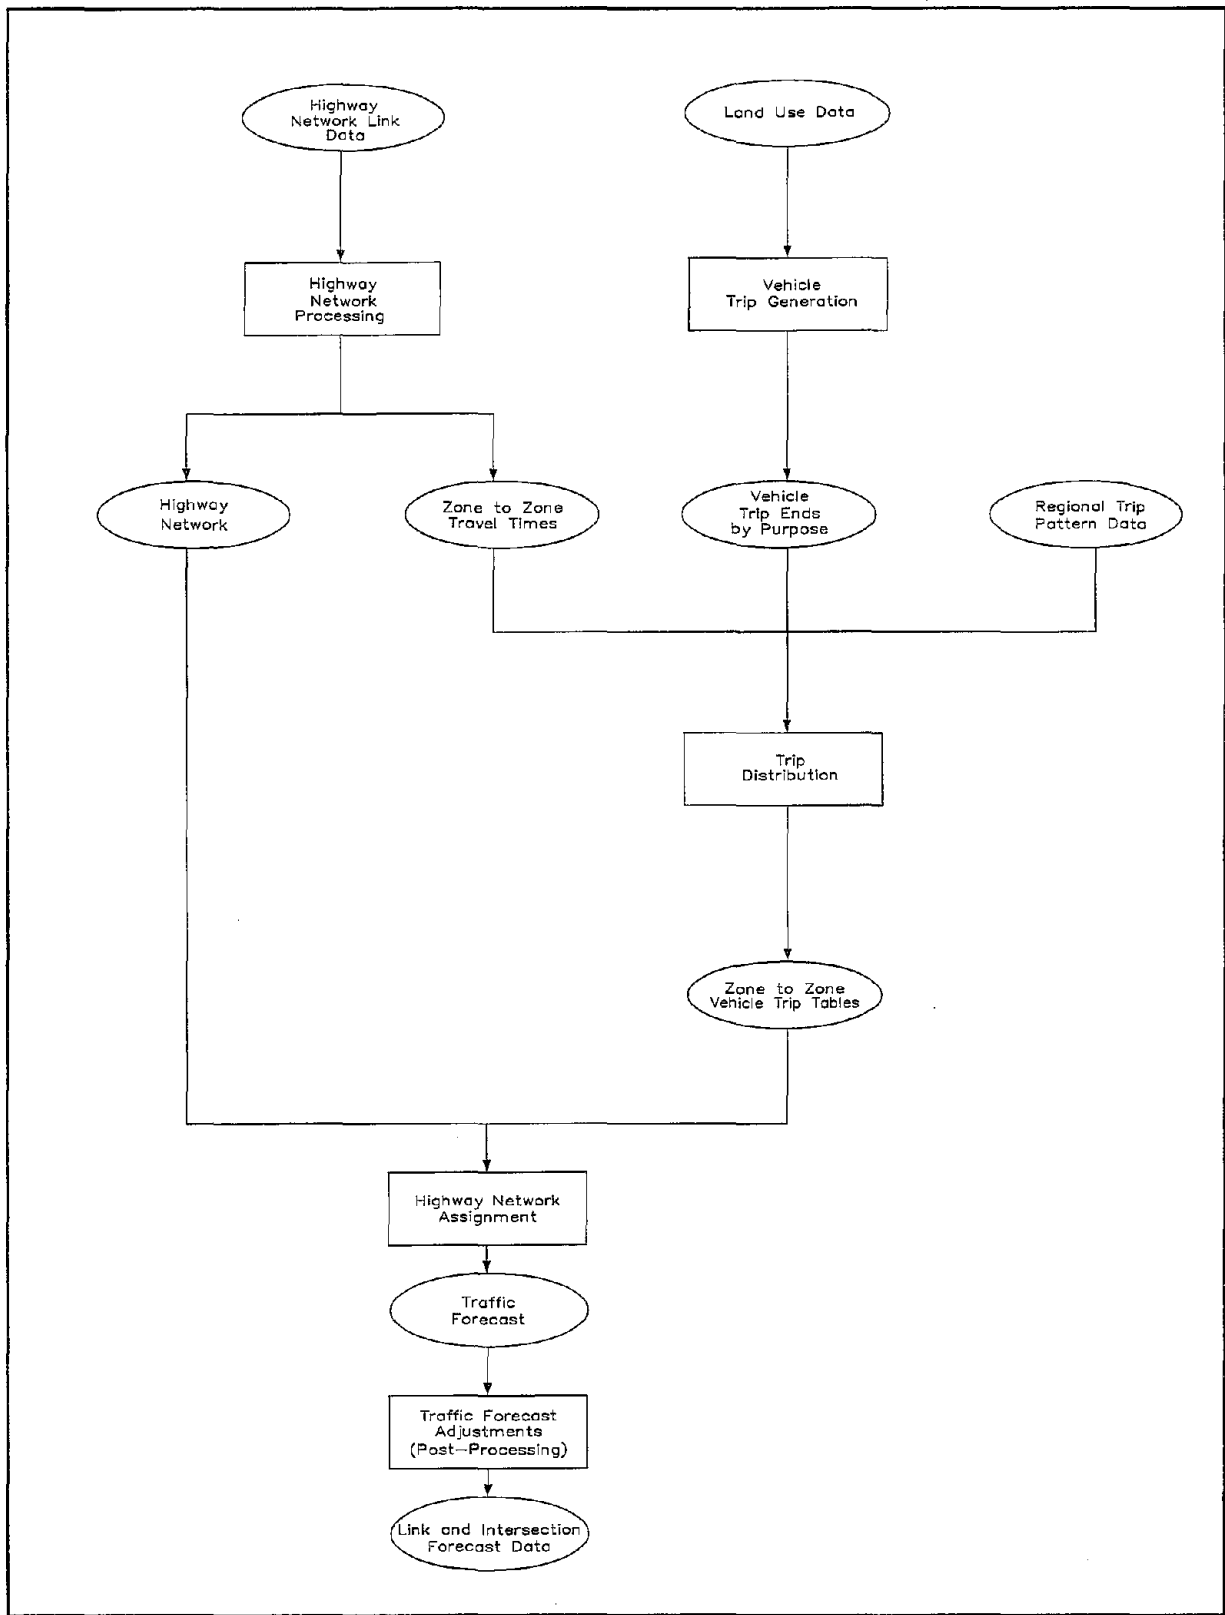 Highway
Network Link
Data
Land Use Data
Highway
Network
Processing
Vehicle
Trip Generation
Highway
Network
Zone to Zone
Travel Times
Vehicle
Trip Ends
by Purpose
Regional Trip
Pattern Data
Trip
Distribution
Zone to Zone
Vehicle Trip Tables
Highway Network
Assignment
Traffic
Forecast
Traffic Forecast
Adjustments
(Post-Processing)
Link and Intersection
Forecast Data